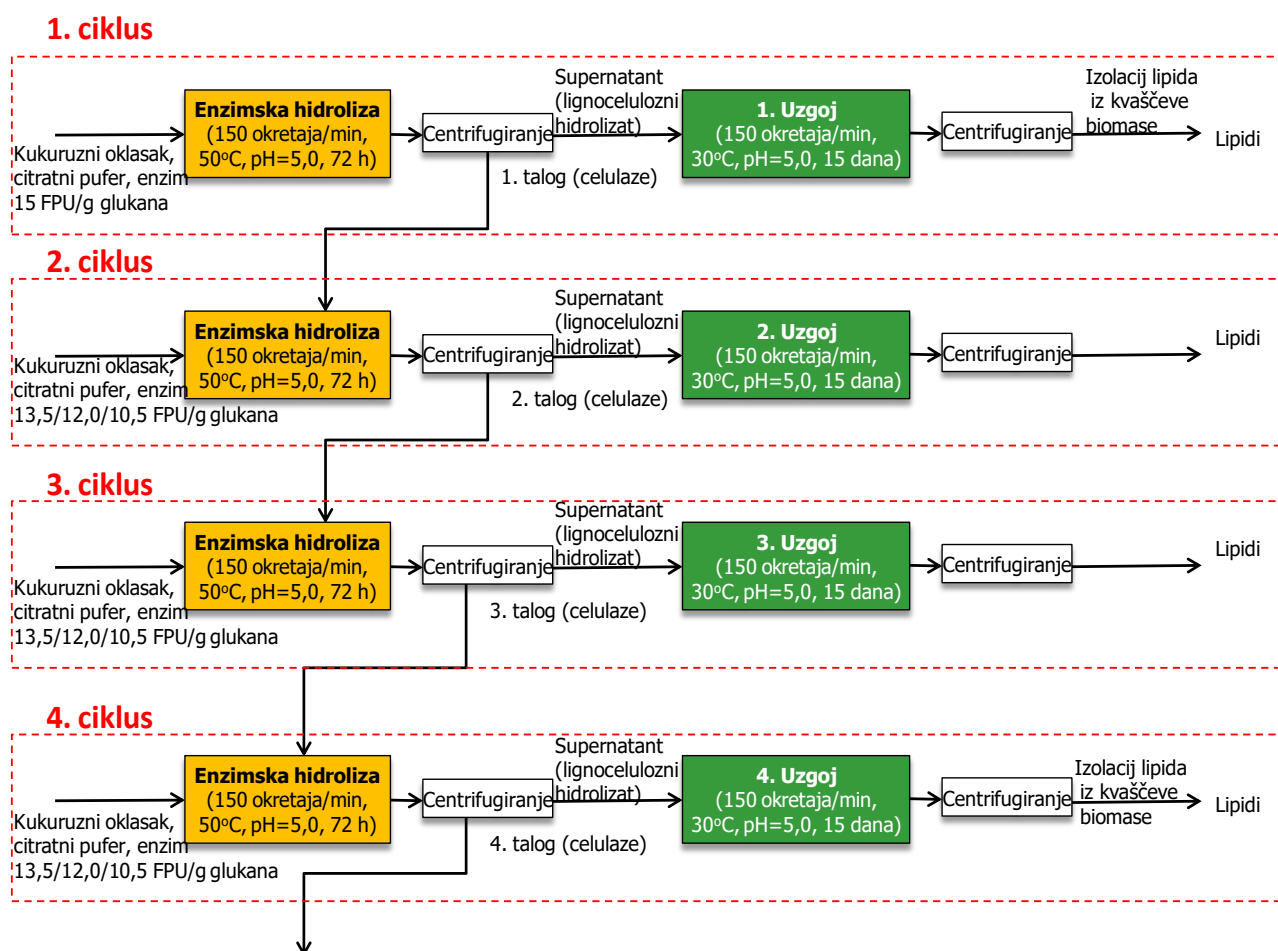 1. ciklus
Kukuruzni oklasak,
citratni pufer, enzim
15 FPU/g glukana
Enzimska hidroliza
(150 okretaja/min,
50°C, pH=5,0, 72 h)
Centrifugiranje
Supernatant
(lignocelulozni
hidrolizat)
1. talog (celulaze)
1. Uzgoj
(150 okretaja/min,
30°C, pH=5,0, 15 dana)
Centrifugiranje
Izolacij lipida
iz kvaščeve
biomase
Lipidi
2. ciklus
Kukuruzni oklasak,
citratni pufer, enzim
13,5/12,0/10,5 FPU/g glukana
Enzimska hidroliza
(150 okretaja/min,
50°C, pH=5,0, 72 h)
Centrifugiranje
Supernatant
(lignocelulozni
hidrolizat)
2. talog (celulaze)
2. Uzgoj
(150 okretaja/min,
30°C, pH=5,0, 15 dana)
Centrifugiranje
Lipidi
3. ciklus
Kukuruzni oklasak,
citratni pufer, enzim
13,5/12,0/10,5 FPU/g glukana
Enzimska hidroliza
(150 okretaja/min,
50°C, pH=5,0, 72 h)
Centrifugiranje
Supernatant
(lignocelulozni
hidrolizat)
3. talog (celulaze)
3. Uzgoj
(150 okretaja/min,
30°C, pH=5,0, 15 dana)
Centrifugiranje
Lipidi
4. ciklus
Kukuruzni oklasak,
citratni pufer, enzim
13,5/12,0/10,5 FPU/g glukana
Enzimska hidroliza
(150 okretaja/min,
50°C, pH=5,0, 72 h)
Centrifugiranje
Supernatant
(lignocelulozni
hidrolizat)
4. talog (celulaze)
4. Uzgoj
(150 okretaja/min,
30°C, pH=5,0, 15 dana)
Centrifugiranje
Izolacij lipida
iz kvaščeve
biomase
Lipidi